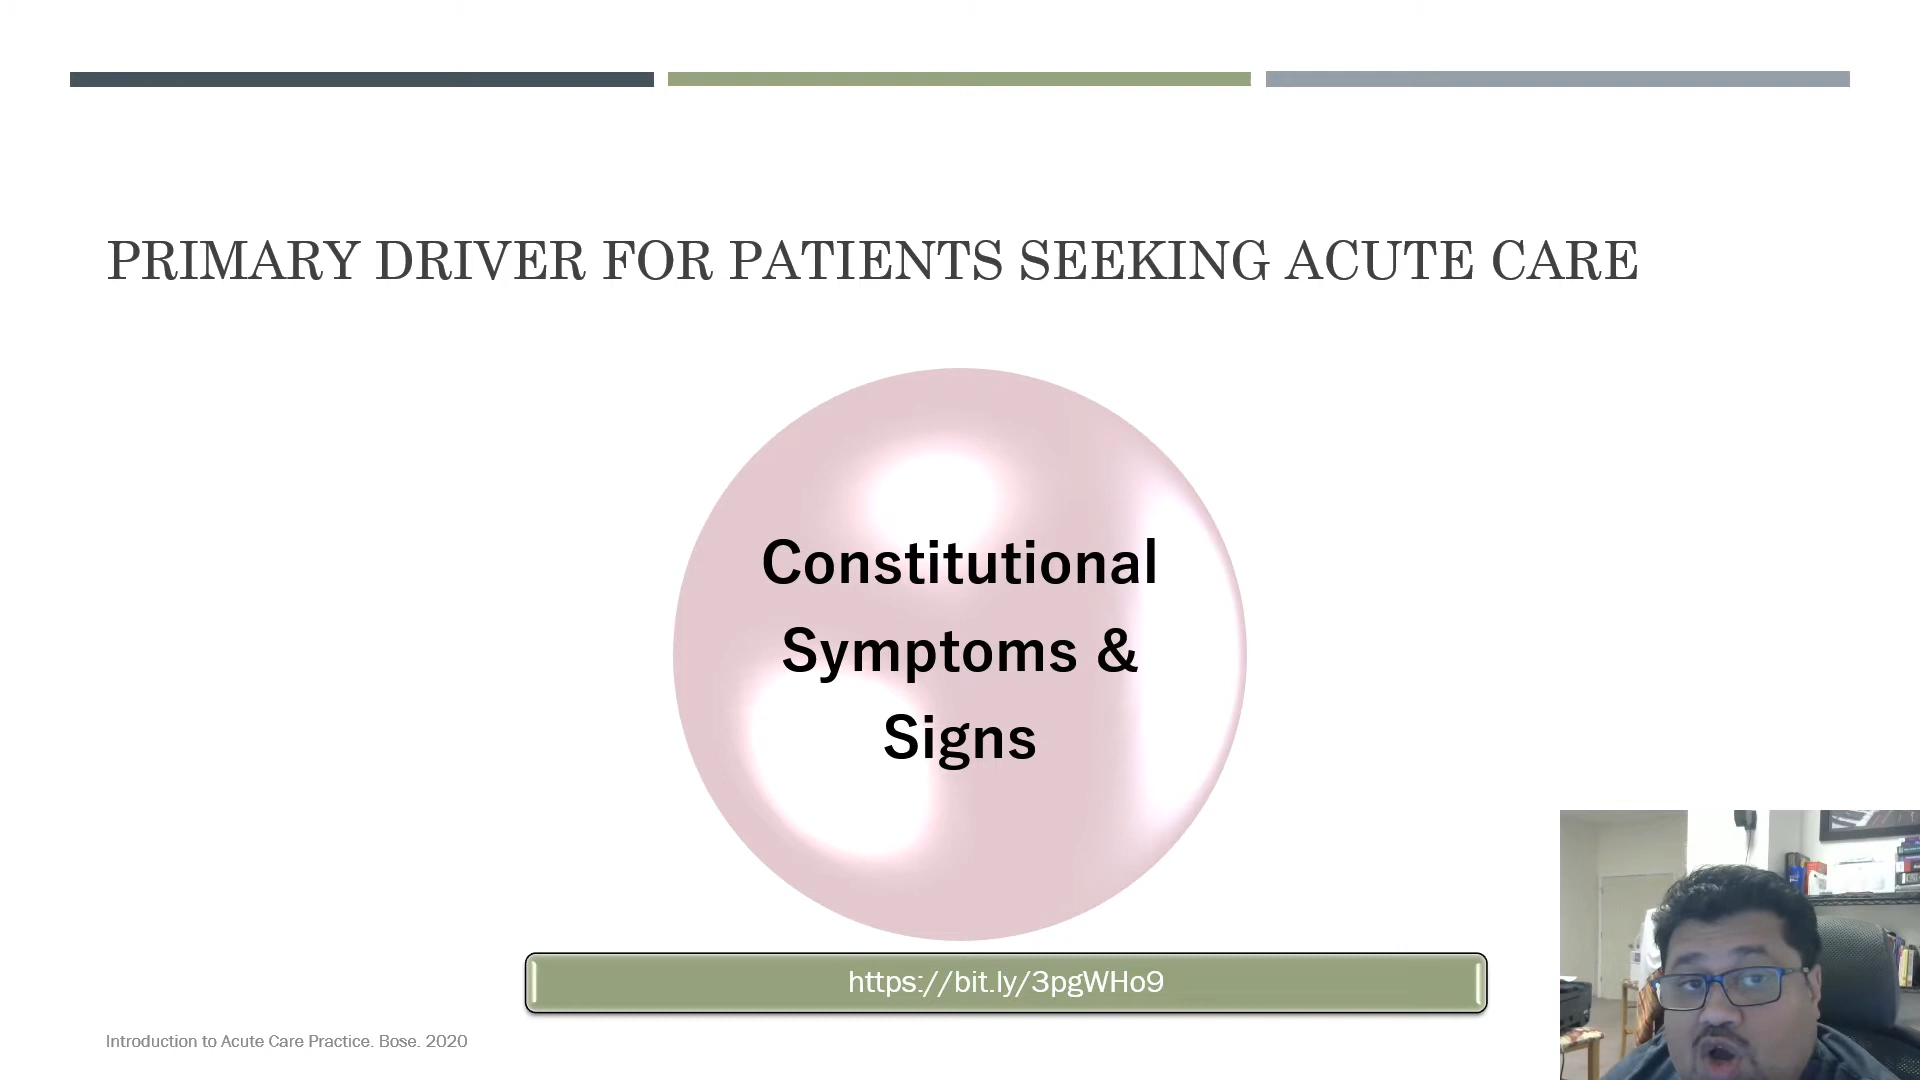 PRIMARY DRIVER FOR PATIENTS SEEKING ACUTE CARE
Constitutional
Symptoms &
Signs
https://bit.ly/3pgWHo9
Introduction to Acute Care Practice. Bose. 2020